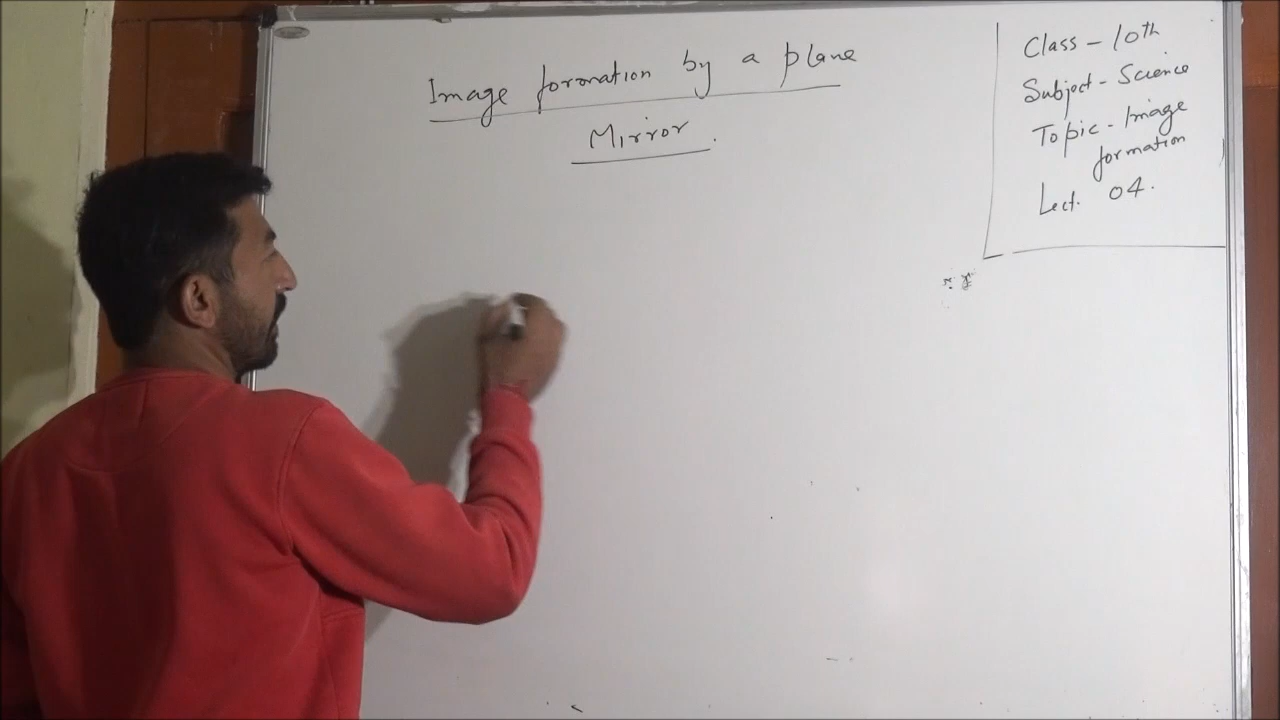 Image formation by a plane
Mirror.
Class - 10th
Subject - Science
Topic - Image
formation
Lect. 04.